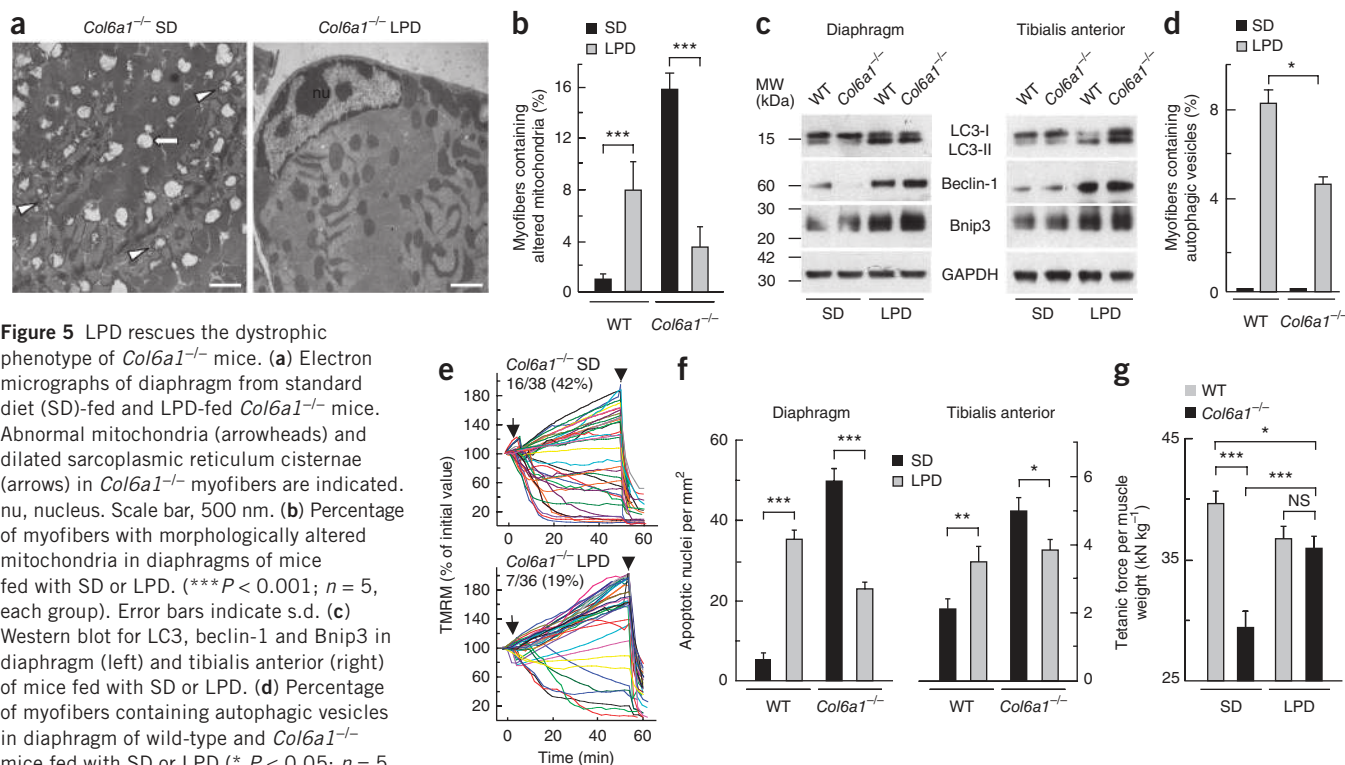 a
Col6a1–/– SD
Col6a1–/– LPD
nu
b
SD
LPD
***
***
Myofibers containing
altered mitochondria (%)
16
12
8
4
0
WT
Col6a1–/–
c
Diaphragm
Tibialis anterior
MW
(kDa)
WT
Col6a1–/–
WT
Col6a1–/–
WT
Col6a1–/–
WT
Col6a1–/–
15
LC3-I
LC3-II
60
Beclin-1
30
20
Bnip3
42
30
GAPDH
SD
LPD
SD
LPD
d
*
Myofibers containing
autophagic vesicles (%)
8
4
0
WT
Col6a1–/–
Figure 5 LPD rescues the dystrophic
phenotype of Col6a1–/– mice. (a) Electron
micrographs of diaphragm from standard
diet (SD)-fed and LPD-fed Col6a1–/– mice.
Abnormal mitochondria (arrowheads) and
dilated sarcoplasmic reticulum cisternae
(arrows) in Col6a1–/– myofibers are indicated.
nu, nucleus. Scale bar, 500 nm. (b) Percentage
of myofibers with morphologically altered
mitochondria in diaphragms of mice
fed with SD or LPD. (***P < 0.001; n = 5,
each group). Error bars indicate s.d. (c)
Western blot for LC3, beclin-1 and Bnip3 in
diaphragm (left) and tibialis anterior (right)
of mice fed with SD or LPD. (d) Percentage
of myofibers containing autophagic vesicles
in diaphragm of wild-type and Col6a1–/–
mice fed with SD or LPD (* P < 0.05; n = 5
e
Col6a1–/– SD
16/38 (42%)
180
140
100
60
20
Col6a1–/– LPD
7/36 (19%)
180
140
100
60
20
TMRM (% of initial value)
0 20 40 60
Time (min)
f
Diaphragm
Tibialis anterior
SD
LPD
***
***
**
*
Apoptotic nuclei per mm2
60
40
20
0
6
4
2
0
WT
Col6a1–/–
WT
Col6a1–/–
g
WT
Col6a1–/–
*
***
***
NS
Tetanic force per muscle
weight (kN kg–1)
45
35
25
SD
LPD